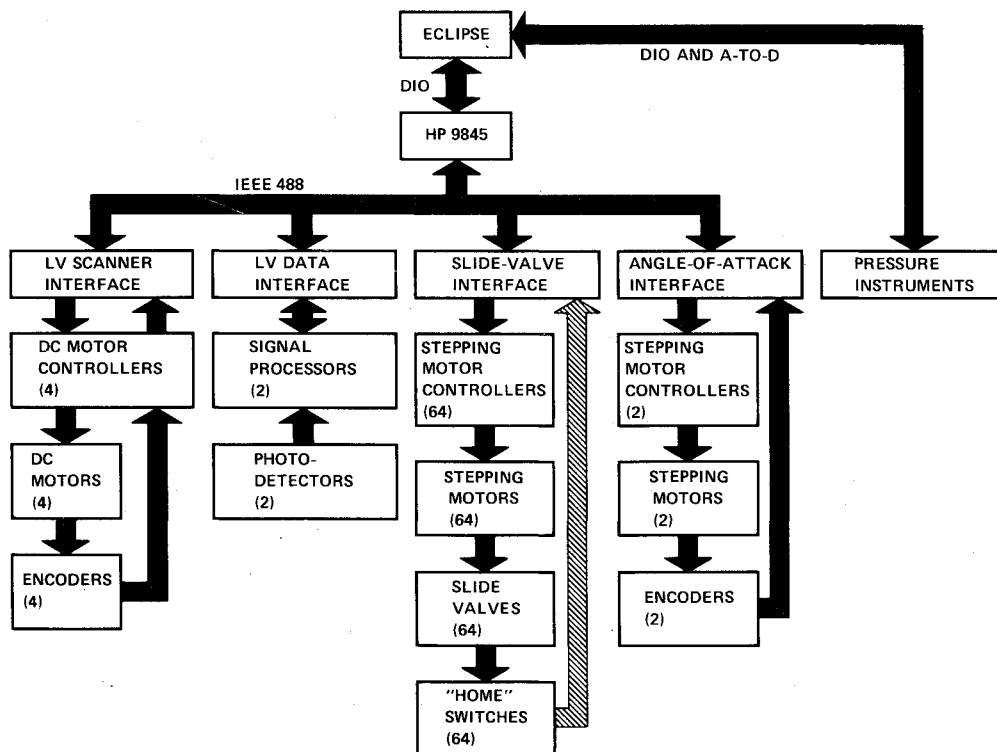 ECLIPSE
DIO AND A-TO-D
DIO
HP 9845
IEEE 488
LV SCANNER
INTERFACE
LV DATA
INTERFACE
SLIDE-VALVE
INTERFACE
ANGLE-OF-ATTACK
INTERFACE
PRESSURE
INSTRUMENTS
DC MOTOR
CONTROLLERS
(4)
SIGNAL
PROCESSORS
(2)
STEPPING
MOTOR
CONTROLLERS
(64)
STEPPING
MOTOR
CONTROLLERS
(2)
DC
MOTORS
(4)
PHOTO-
DETECTORS
(2)
STEPPING
MOTORS
(64)
STEPPING
MOTORS
(2)
ENCODERS
(4)
SLIDE
VALVES
(64)
ENCODERS
(2)
"HOME"
SWITCHES
(64)